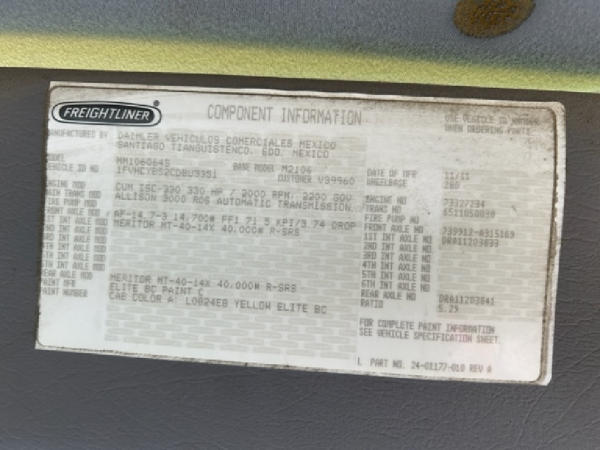 FREIGHTLINER
COMPONENT INFORMATION
USE VEHICLE ID NUMBER
WHEN ORDERING PARTS
MANUFACTURED BY DAIMLER VEHICULOS COMERCIALES MEXICO
SANTIAGO TIANGUISTENCO, EDO. MEXICO
MODEL MM106064S BASE MODEL M2106
VEHICLE ID NO CUSTOMER V39960
ENGINE MOD CUM ISC-330 330 HP / 2000 RPM; 2200 GOV
TRANS MOD ALLISON 3000 RDS AUTOMATIC TRANSMISSION
FIRE PUMP MOD
FRONT AXLE MOD AF-14.7-3 14,700# FF1 71.5 KPI/3.74 DROP
1ST INT AXLE MOD MERITOR MT-40-14X 40,000# R-SRS
2ND INT AXLE MOD
3RD INT AXLE MOD
4TH INT AXLE MOD
5TH INT AXLE MOD
6TH INT AXLE MOD
REAR AXLE MOD MERITOR MT-40-14X 40,000# R-SRS
PAINT MFR ELITE BC PAINT
PAINT NUMBER CAB COLOR A: L0024EB YELLOW ELITE BC
DATE OF MFR 11/11
WHEELBASE 280
ENGINE NO 73327234
TRANS NO 6511050030
FIRE PUMP NO
FRONT AXLE NO
1ST INT AXLE NO
2ND INT AXLE NO
3RD INT AXLE NO
4TH INT AXLE NO
5TH INT AXLE NO
6TH INT AXLE NO
REAR AXLE NO
RATIO 5.29
FOR COMPLETE PAINT INFORMATION
SEE VEHICLE SPECIFICATION SHEET.
PART NO. 24-01177-010 REV A